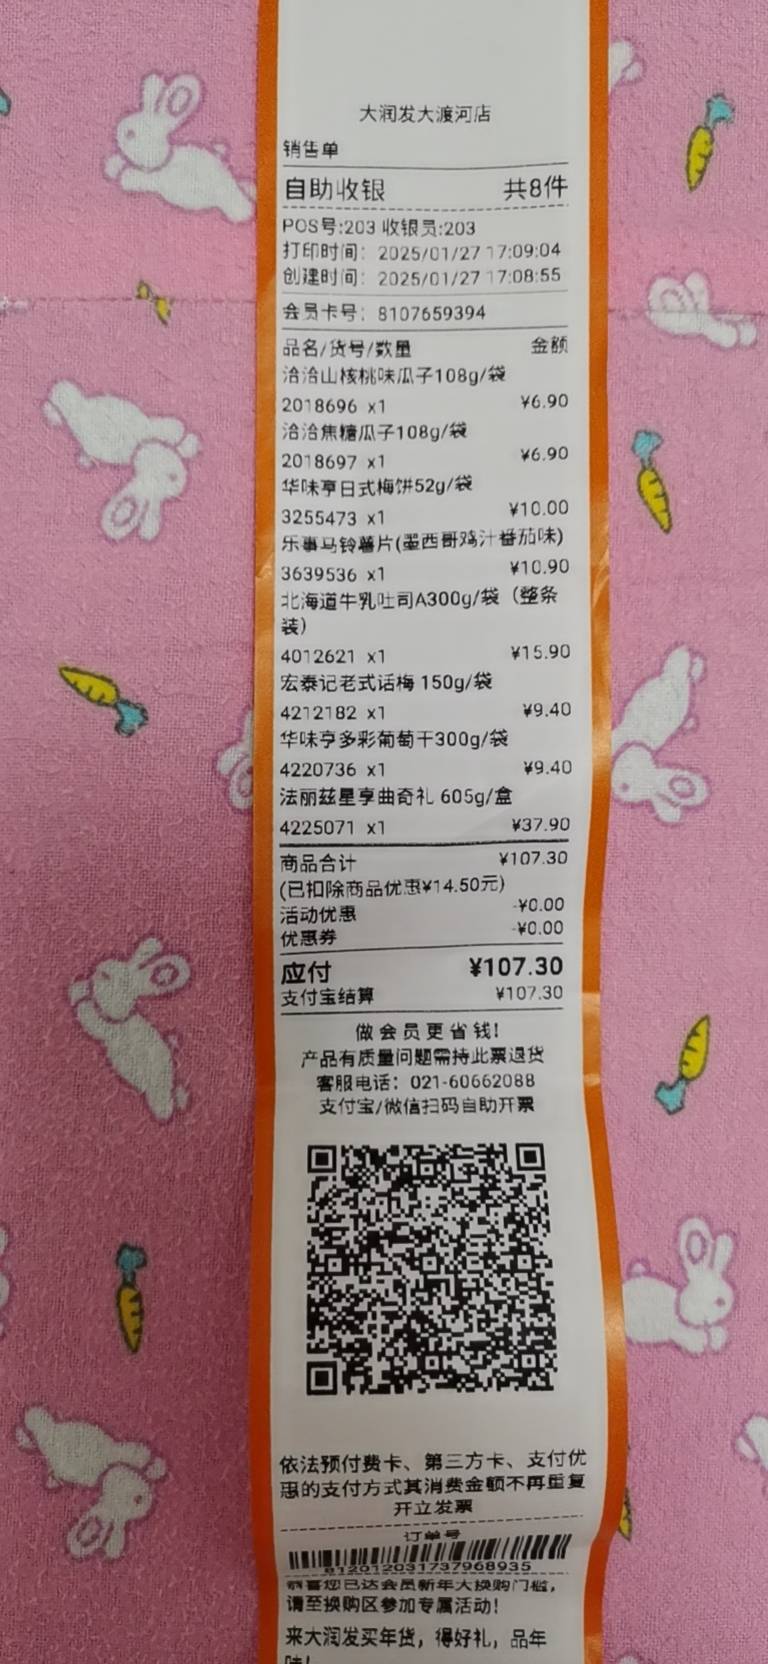 大润发大渡河店
销售单
自助收银 共8件
POS号:203 收银员:203
打印时间: 2025/01/27 17:09:04
创建时间: 2025/01/27 17:08:55
会员卡号: 8107659394
品名/货号/数量 金额
洽洽山核桃味瓜子108g/袋
2018696 x1 ¥6.90
洽洽焦糖瓜子108g/袋
2018697 x1 ¥6.90
华味亨日式梅饼52g/袋
3255473 x1 ¥10.00
乐事马铃薯片(墨西哥鸡汁番茄味)
3639536 x1 ¥10.90
北海道牛乳吐司A300g/袋（整条
装）
4012621 x1 ¥15.90
宏泰记老式话梅 150g/袋
4212182 x1 ¥9.40
华味亨多彩葡萄干300g/袋
4220736 x1 ¥9.40
法丽兹星享曲奇礼 605g/盒
4225071 x1 ¥37.90
商品合计 ¥107.30
(已扣除商品优惠¥14.50元)
活动优惠 -¥0.00
优惠券 -¥0.00
应付 ¥107.30
支付宝结算 ¥107.30
做会员更省钱!
产品有质量问题需持此票退货
客服电话：021-60662088
支付宝/微信扫码自助开票
依法预付费卡、第三方卡、支付优
惠的支付方式其消费金额不再重复
开立发票
订单号
812012031737968935
恭喜您已达会员新年大换购门槛，
请至换购区参加专属活动!
来大润发买年货，得好礼，品年
味!